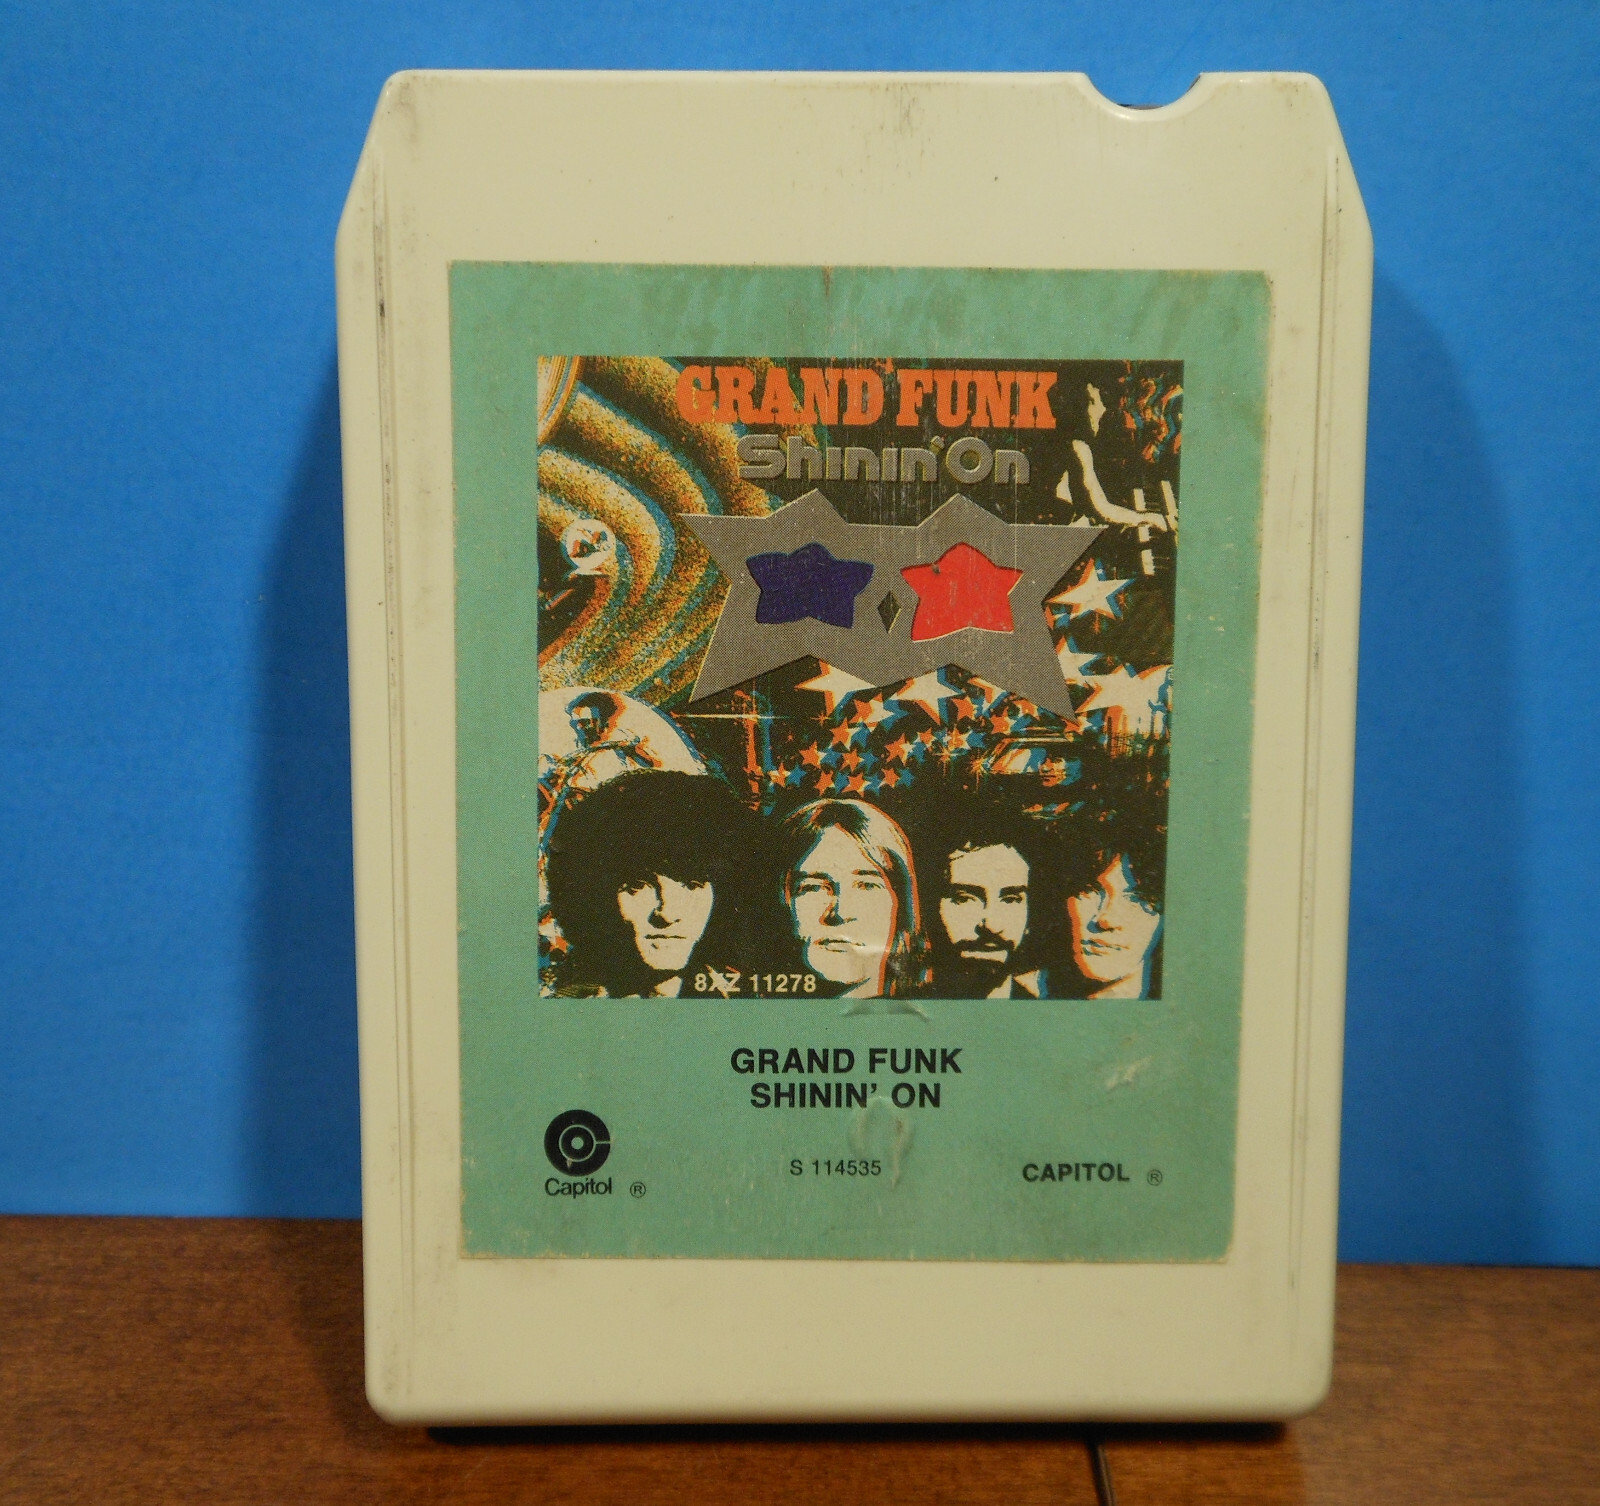 GRAND FUNK
Shinin' On
8XZ 11278
GRAND FUNK
SHININ' ON
Capitol ®
S 114535
CAPITOL ®